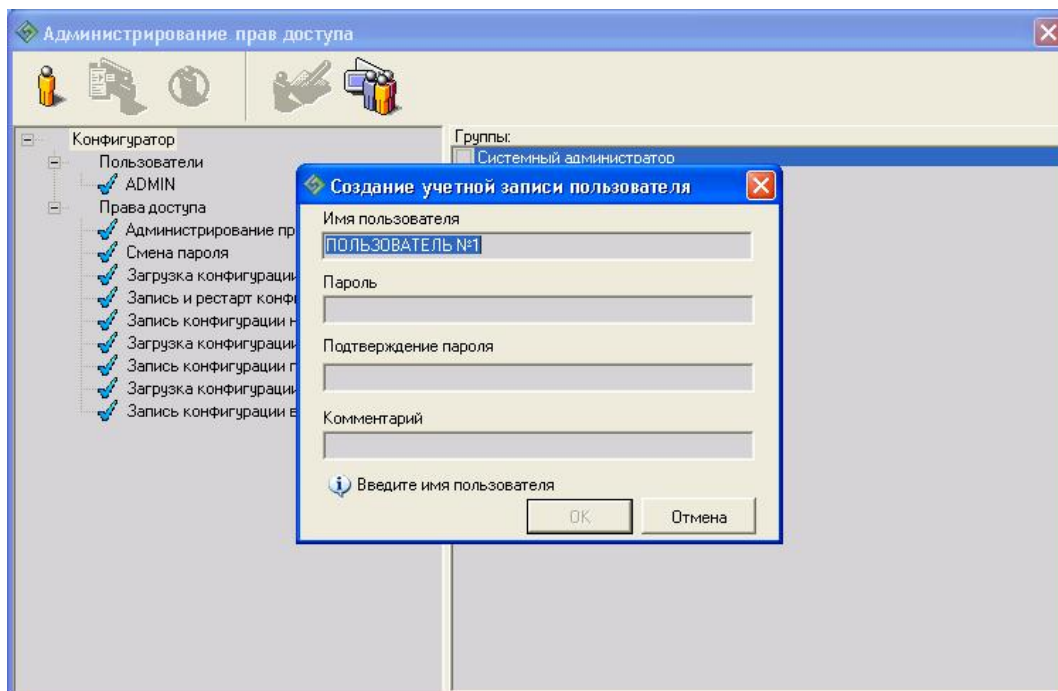 Администрирование прав доступа
Конфигуратор
Пользователи
ADMIN
Права доступа
Администрирование пр
Смена пароля
Загрузка конфигурации
Запись и рестарт конфи
Запись конфигурации н
Загрузка конфигурации
Запись конфигурации п
Загрузка конфигурации
Запись конфигурации в
Группы:
Системный администратор
Создание учетной записи пользователя
Имя пользователя
ПОЛЬЗОВАТЕЛЬ №1
Пароль
Подтверждение пароля
Комментарий
Введите имя пользователя
OK
Отмена